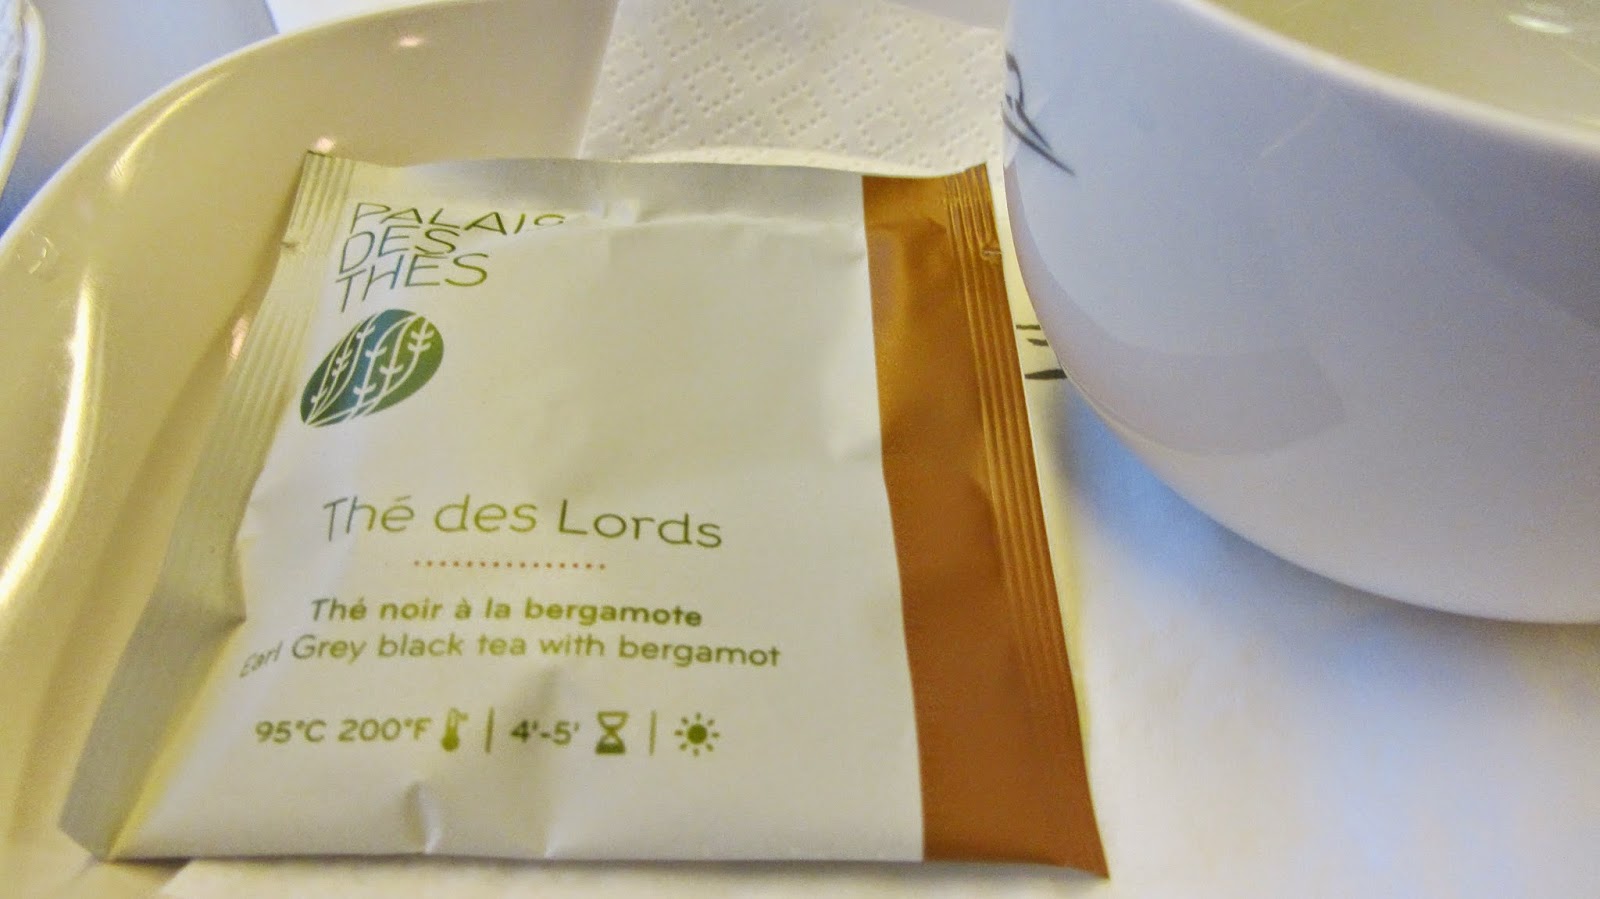 PALAIS
DES
THÉS
Thé des Lords
Thé noir à la bergamote
Earl Grey black tea with bergamot
95°C 200°F | 4'-5' |